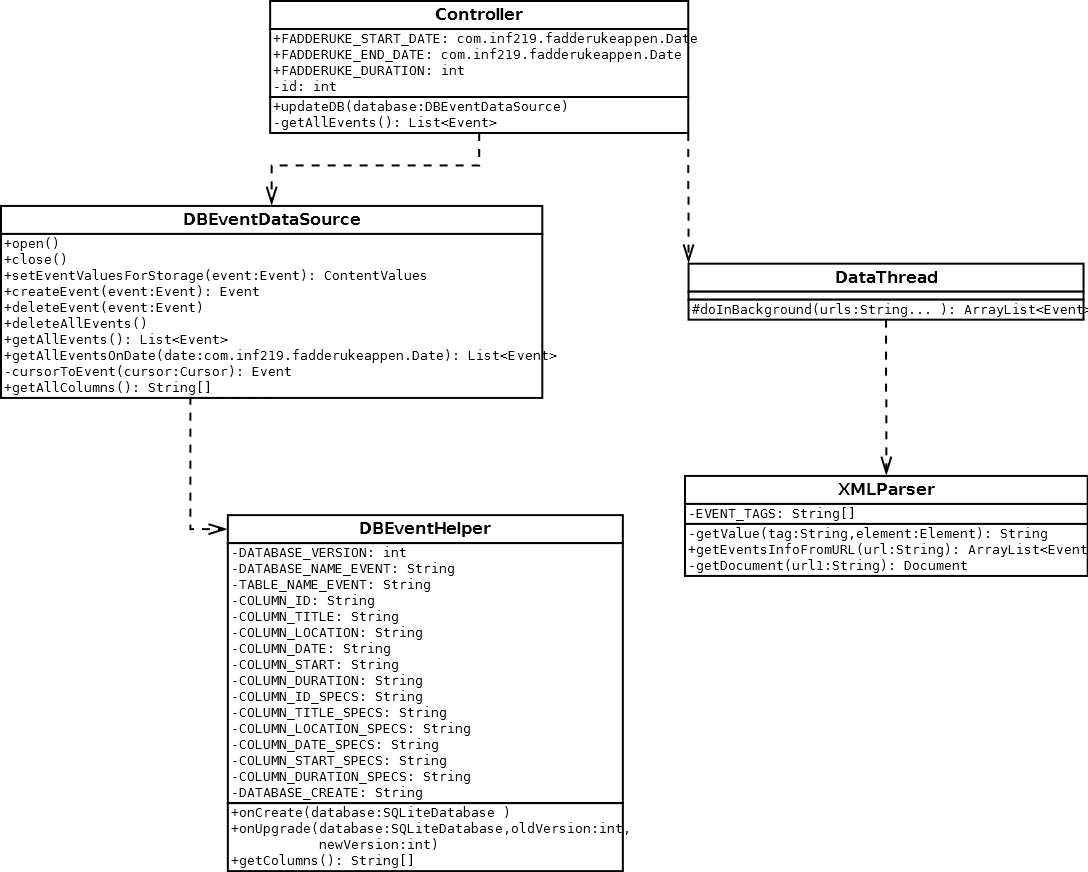 Controller
+FADDERUKE_START_DATE: com.inf219.fadderukeappen.Date
+FADDERUKE_END_DATE: com.inf219.fadderukeappen.Date
+FADDERUKE_DURATION: int
-id: int
+updateDB(database:DBEventDataSource)
-getAllEvents(): List<Event>
DBEventDataSource
+open()
+close()
+setEventValuesForStorage(event:Event): ContentValues
+createEvent(event:Event): Event
+deleteEvent(event:Event)
+deleteAllEvents()
+getAllEvents(): List<Event>
+getAllEventsOnDate(date:com.inf219.fadderukeappen.Date): List<Event>
-cursorToEvent(cursor:Cursor): Event
+getAllColumns(): String[]
DataThread
#doInBackground(urls:String... ): ArrayList<Event>
XMLParser
-EVENT_TAGS: String[]
-getValue(tag:String,element:Element): String
+getEventsInfoFromURL(url:String): ArrayList<Event
-getDocument(url1:String): Document
DBEventHelper
-DATABASE_VERSION: int
-DATABASE_NAME_EVENT: String
-TABLE_NAME_EVENT: String
-COLUMN_ID: String
-COLUMN_TITLE: String
-COLUMN_LOCATION: String
-COLUMN_DATE: String
-COLUMN_START: String
-COLUMN_DURATION: String
-COLUMN_ID_SPECS: String
-COLUMN_TITLE_SPECS: String
-COLUMN_LOCATION_SPECS: String
-COLUMN_DATE_SPECS: String
-COLUMN_START_SPECS: String
-COLUMN_DURATION_SPECS: String
-DATABASE_CREATE: String
+onCreate(database:SQLiteDatabase )
+onUpgrade(database:SQLiteDatabase,oldVersion:int,
newVersion:int)
+getColumns(): String[]